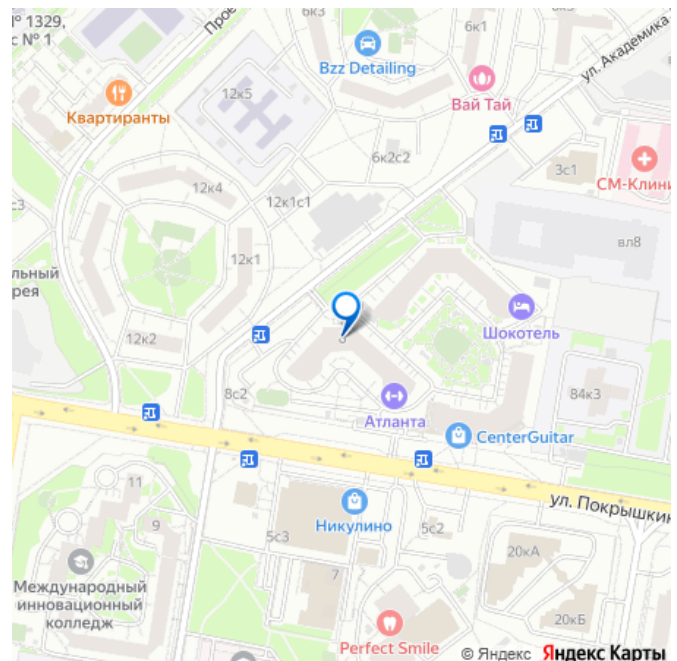 № 1329,
с № 1
Прое
6к3
6к1
ул. Академика
Bzz Detailing
Вай Тай
Квартиранты
12к5
6к2с2
3с1
СМ-Клини
12к4
12к1с1
с3
вл8
12к1
льный
рея
Шокотель
12к2
8с2
84к3
Атланта
CenterGuitar
ул. Покрышкин
11
Никулино
9
5с3
5с2
7
20кА
Международный
инновационный
колледж
20кБ
Perfect Smile
© Яндекс Яндекс Карты